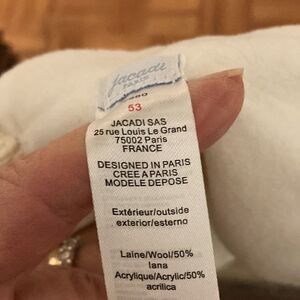 Jacadi
PARIS
53
JACADI SAS
25 rue Louis Le Grand
75002 Paris
FRANCE
DESIGNED IN PARIS
CREE A PARIS
MODELE DEPOSE
Extérieur/outside
exterior/esterno
Laine/Wool/50%
lana
Acrylique/Acrylic/50%
acrilica